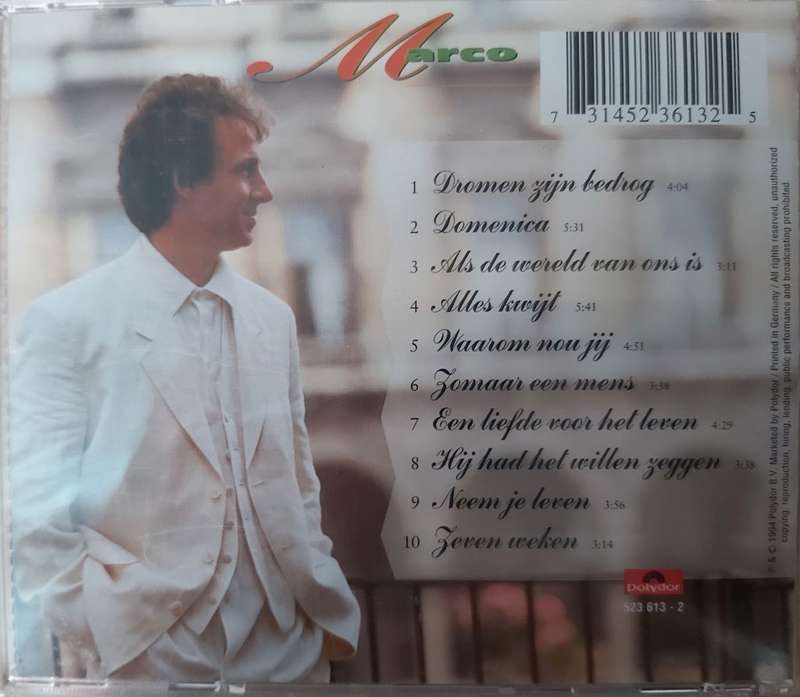 Marco
7 31452 36132 5
1 Dromen zijn bedrog 4:04
2 Domenica 5:31
3 Als de wereld van ons is 3:11
4 Alles kwijt 5:41
5 Waarom nou jij 4:51
6 Zomaar een mens 3:38
7 Een liefde voor het leven 4:29
8 Hij had het willen zeggen 3:38
9 Neem je leven 3:56
10 Zeven weken 3:14
polydor
523 613 - 2
℗ & © 1994 Polydor B.V. Marketed by Polydor / Printed in Germany / All rights reserved, unauthorized
copying, reproduction, hiring, lending, public performance and broadcasting prohibited.